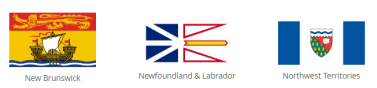 New Brunswick
Newfoundland & Labrador
Northwest Territories